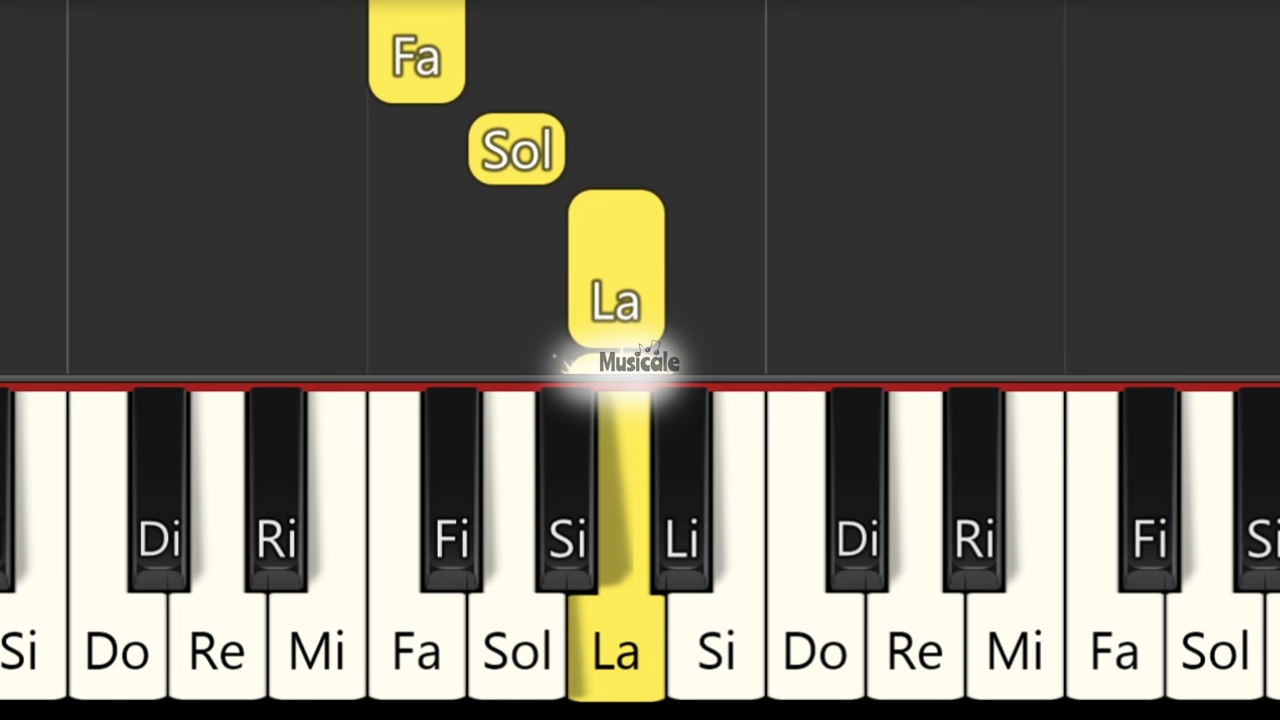 Fa
Sol
La
Musicale
Di Ri Fi Si Li Di Ri Fi Si
Si Do Re Mi Fa Sol La Si Do Re Mi Fa Sol